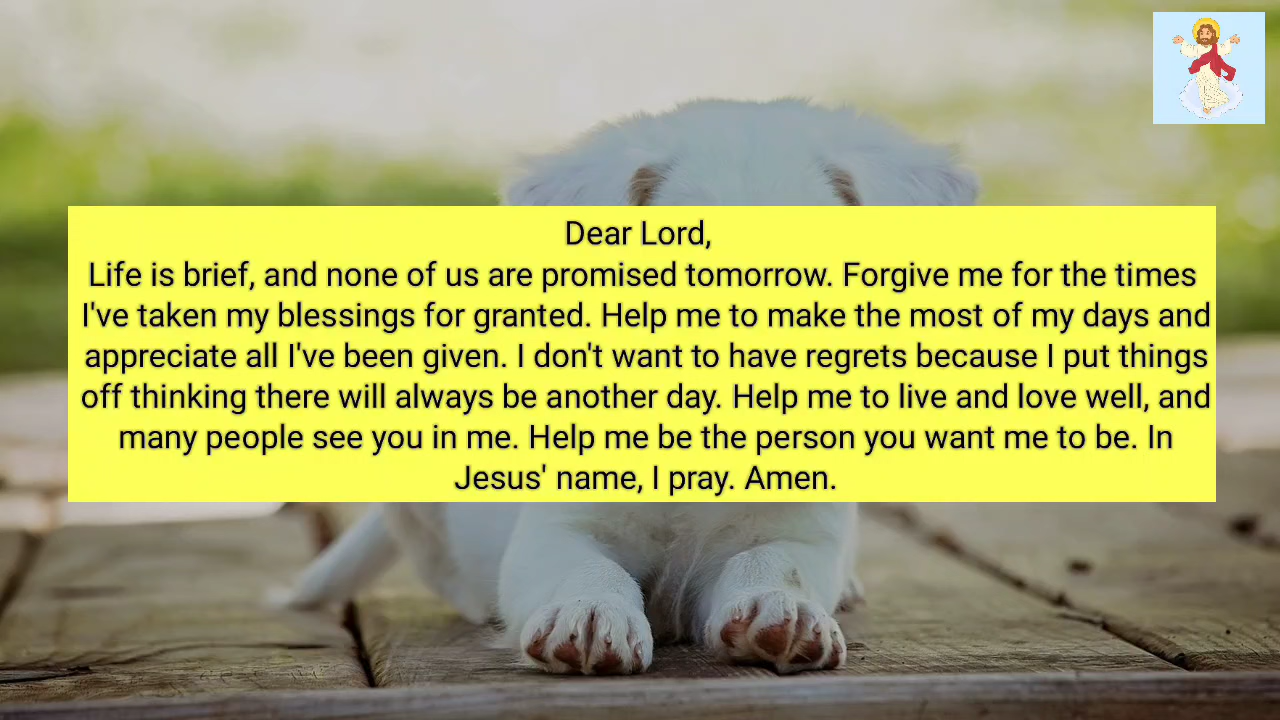 Dear Lord,
Life is brief, and none of us are promised tomorrow. Forgive me for the times
I've taken my blessings for granted. Help me to make the most of my days and
appreciate all I've been given. I don't want to have regrets because I put things
off thinking there will always be another day. Help me to live and love well, and
many people see you in me. Help me be the person you want me to be. In
Jesus' name, I pray. Amen.